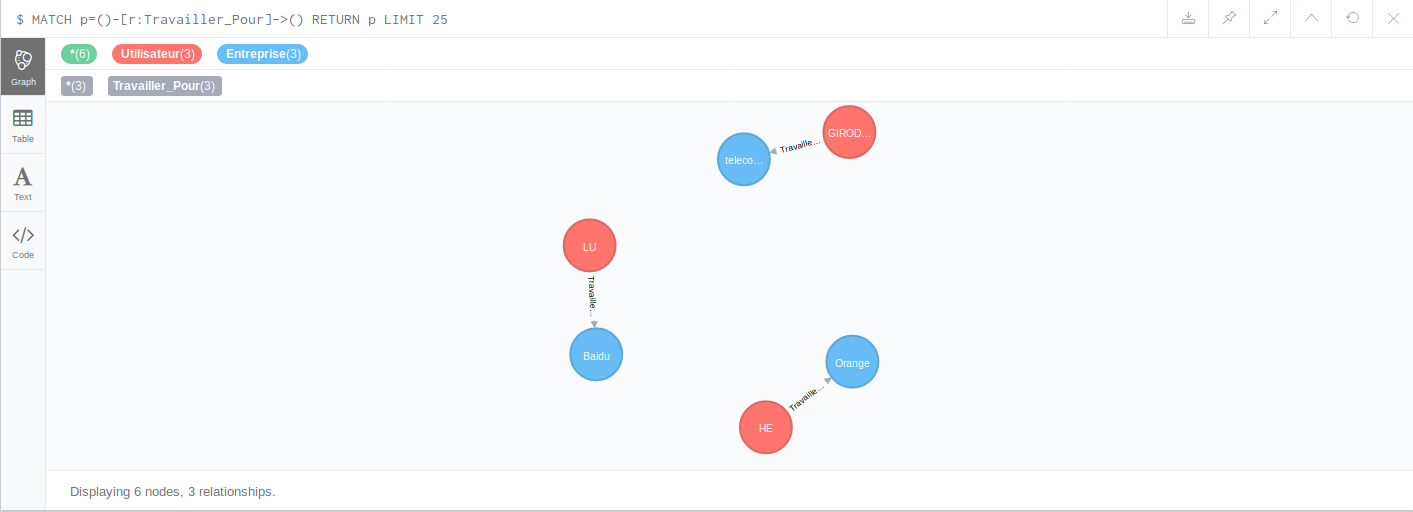 $ MATCH p=()-[r:Travailler_Pour]->() RETURN p LIMIT 25
*(6) Utilisateur(3) Entreprise(3)
*(3) Travailler_Pour(3)
Graph
Table
Text
Code
GIROD...
Travaille...
teleco...
LU
Travaille...
Baidu
Orange
Travaille...
HE
Displaying 6 nodes, 3 relationships.